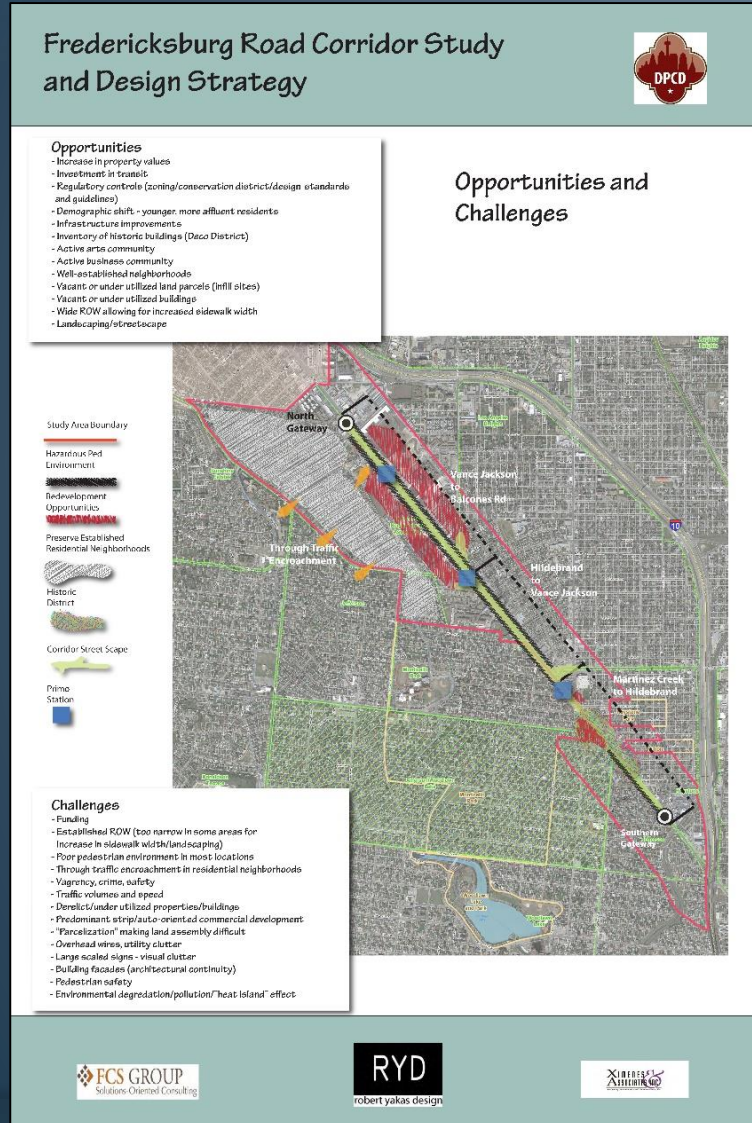 Fredericksburg Road Corridor Study
and Design Strategy
DPCD
Opportunities
- Increase in property values
- Investment in transit
- Regulatory controls (zoning/conservation district/design standards
and guidelines)
- Demographic shift - younger, more affluent residents
- Infrastructure improvements
- Inventory of historic buildings (Deco District)
- Active arts community
- Active business community
- Well-established neighborhoods
- Vacant or under utilized land parcels (infill sites)
- Vacant or under utilized buildings
- Wide ROW allowing for increased sidewalk width
- Landscaping/streetscape
Opportunities and
Challenges
Study Area Boundary
Hazardous Ped
Environment
Redevelopment
Opportunities
Preserve Established
Residential Neighborhoods
Historic
District
Corridor Street Scape
Primo
Station
North
Gateway
Vance Jackson
to
Balcones Rd
10
Through Traffic
Encroachment
Hildebrand
to
Vance Jackson
Jefferson
Martinez Creek
to Hildebrand
Southern
Gateway
Challenges
- Funding
- Established ROW (too narrow in some areas for
Increase in sidewalk width/landscaping)
- Poor pedestrian environment in most locations
- Through traffic encroachment in residential neighborhoods
- Vagrency, crime, safety
- Traffic volumes and speed
- Derelict/under utilized properties/buildings
- Predominant strip/auto-oriented commercial development
- "Parcelization" making land assembly difficult
- Overhead wires, utility clutter
- Large scaled signs - visual clutter
- Building facades (architectural continuity)
- Pedestrian safety
- Environmental degredation/pollution/"heat island" effect
FCS GROUP
Solutions-Oriented Consulting
RYD
robert yakas design
XIMENES &
ASSOCIATES, INC